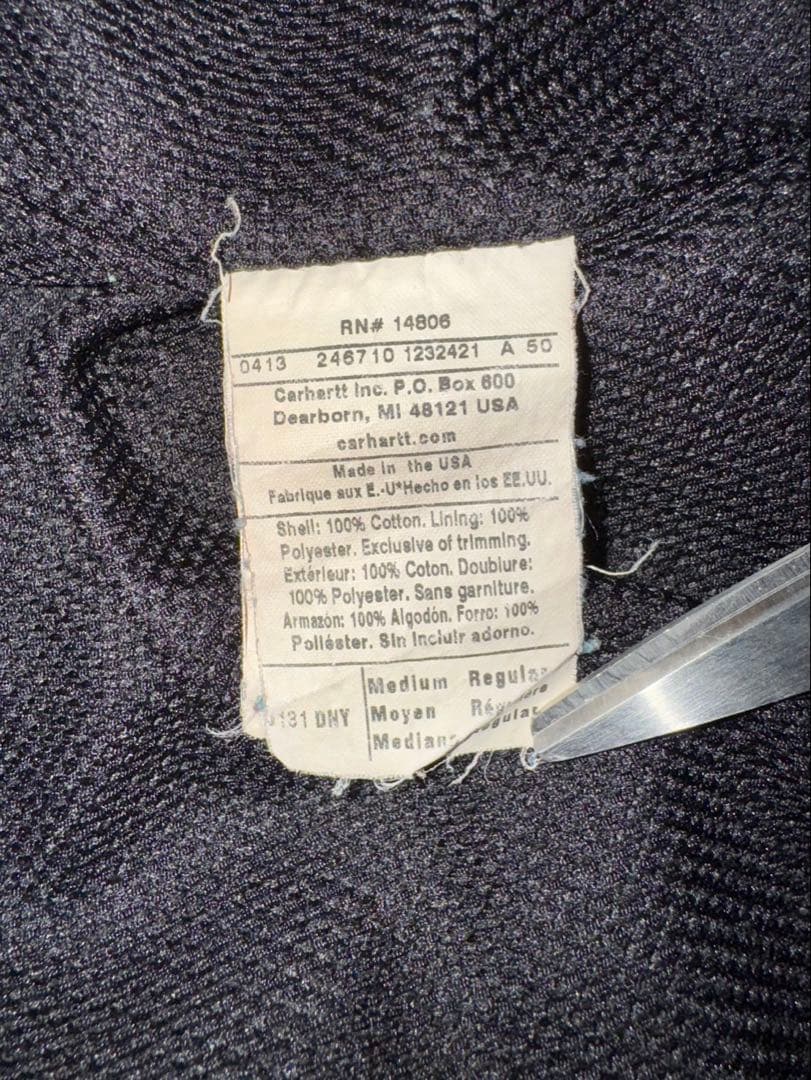 RN# 14806
0413 246710 1232421 A 50
Carhartt Inc. P.O. Box 600
Dearborn, MI 48121 USA
carhartt.com
Made in the USA
Fabrique aux E.-U*Hecho en los EE.UU.
Shell: 100% Cotton. Lining: 100%
Polyester. Exclusive of trimming.
Extérieur: 100% Coton. Doublure:
100% Polyester. Sans garniture.
Armazón: 100% Algodón. Forro: 100%
Poliéster. Sin incluir adorno.
Medium Regular
J131 DNY Moyen